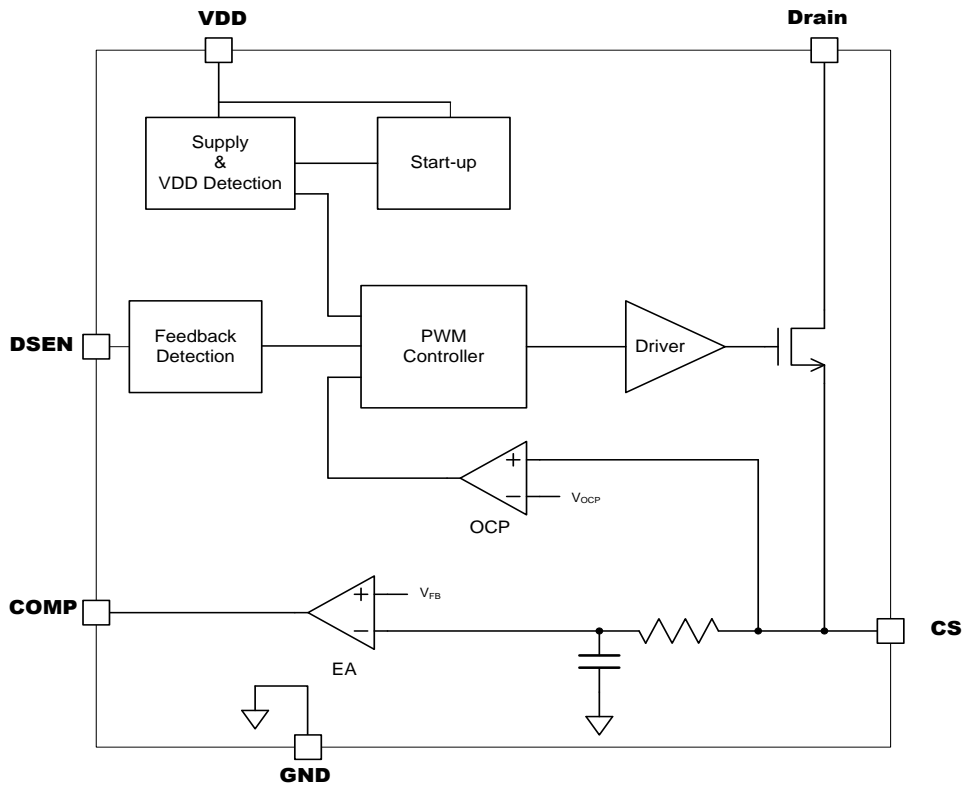 VDD
Drain
Supply
&
VDD Detection
Start-up
DSEN
Feedback
Detection
PWM
Controller
Driver
+
−
VOCP
OCP
COMP
+
−
VFB
EA
CS
GND